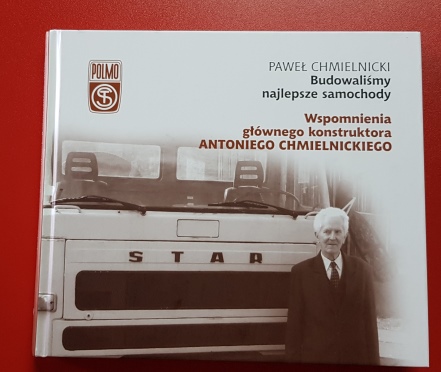 POLMO
PAWEŁ CHMIELNICKI
Budowaliśmy
najlepsze samochody
Wspomnienia
głównego konstruktora
ANTONIEGO CHMIELNICKIEGO
STAR